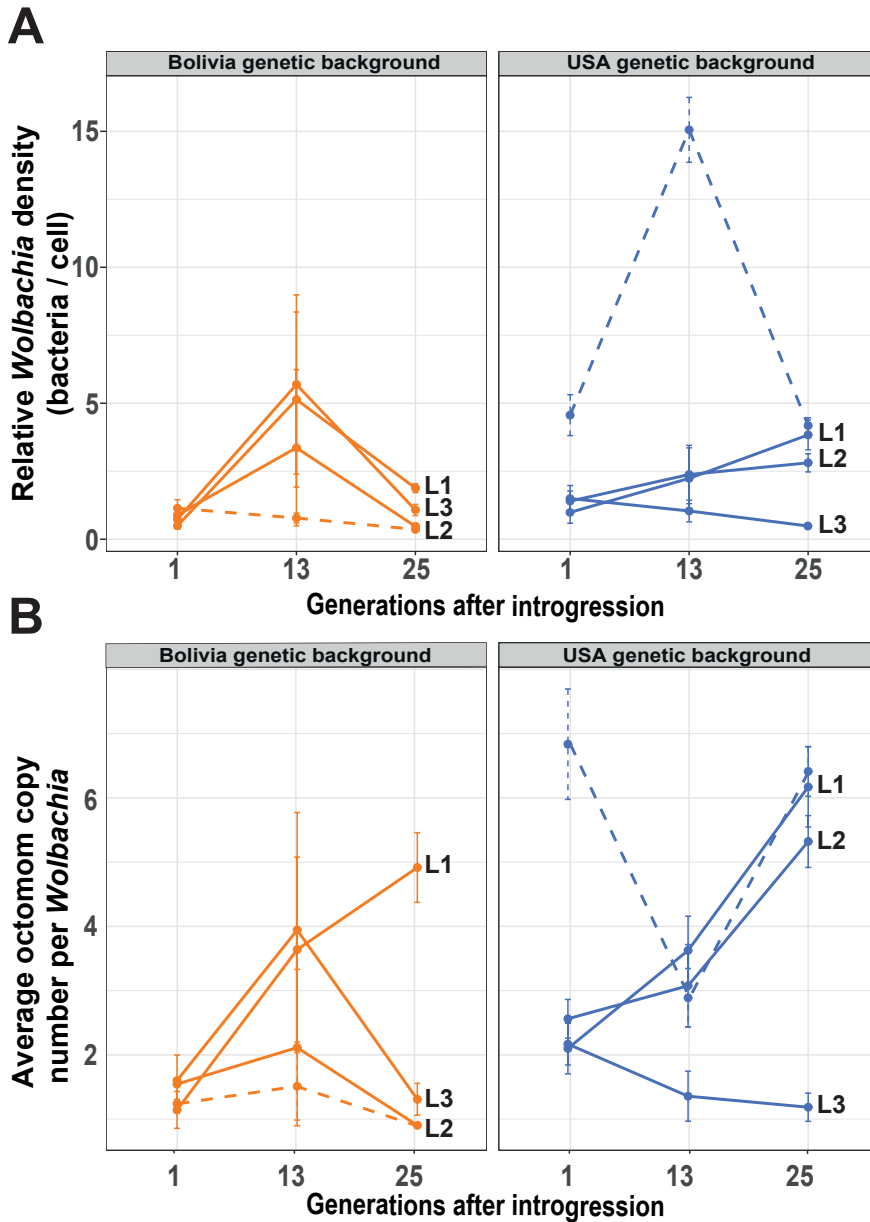 A
Bolivia genetic background
USA genetic background
Relative Wolbachia density
(bacteria / cell)
15
10
5
0
L1
L3
L2
L1
L2
L3
1
13
25
1
13
25
Generations after introgression
B
Bolivia genetic background
USA genetic background
Average octomom copy
number per Wolbachia
6
4
2
L1
L3
L2
L1
L2
L3
1
13
25
1
13
25
Generations after introgression